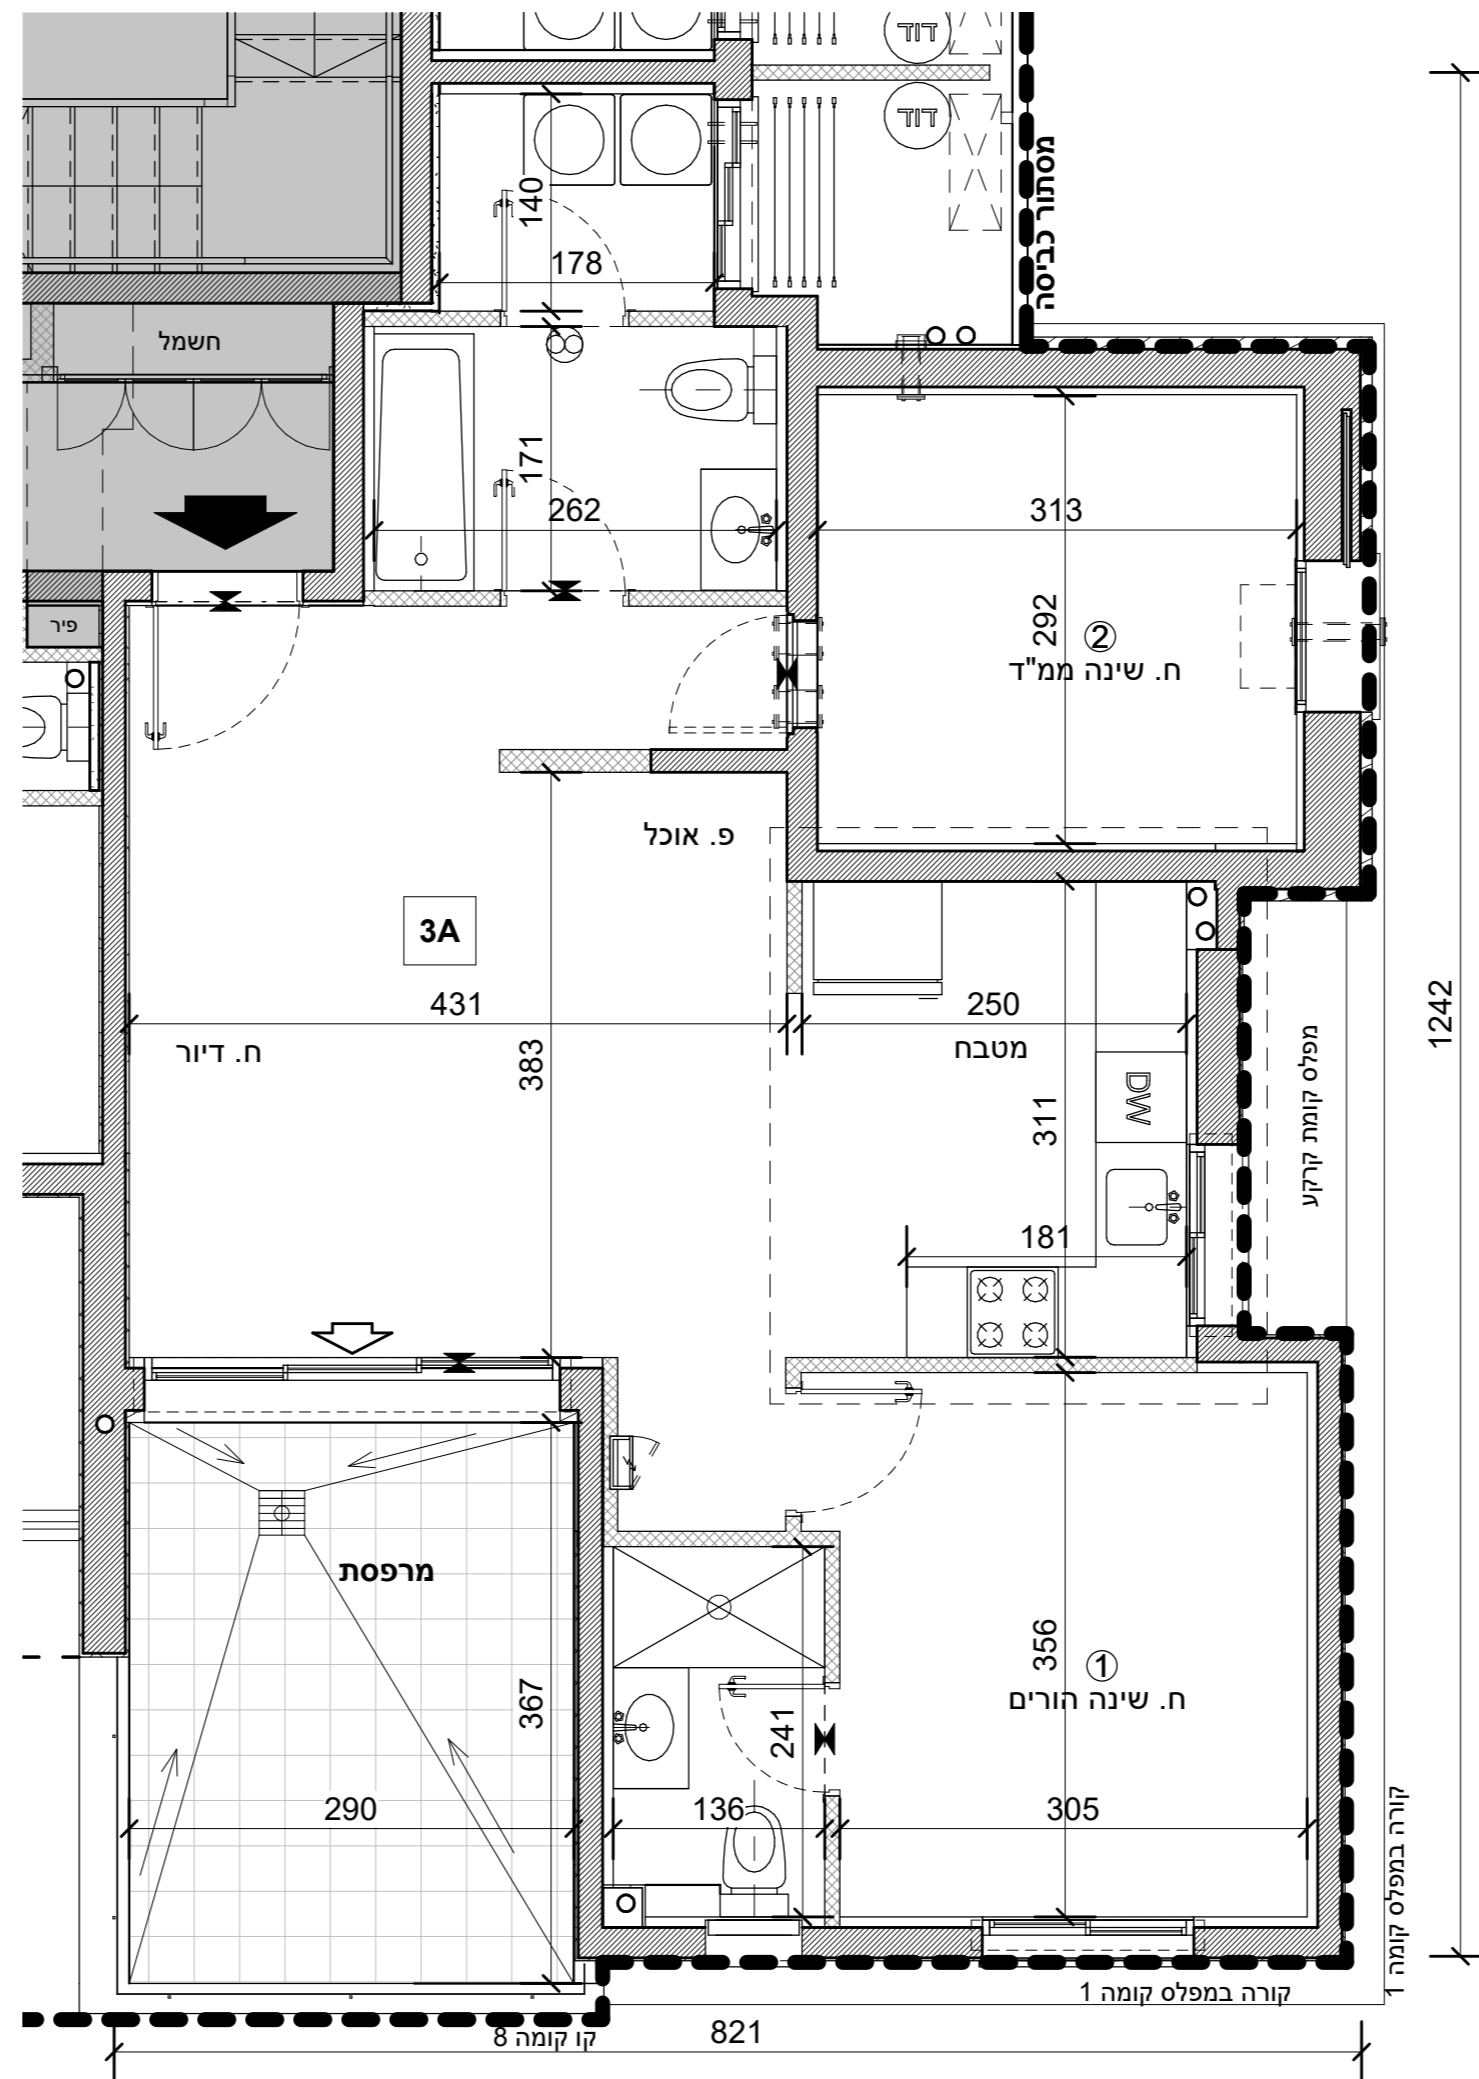 דוד
דוד
מסתור כביסה
140
178
חשמל
171
262
313
292
②
ח. שינה ממ"ד
פיר
פ. אוכל
3A
431
250
ח. דיור
383
מטבח
DW
311
181
מפלס קומת קרקע
1242
מרפסת
367
290
241
136
356
①
ח. שינה הורים
305
קורה במפלס קומה 1
קורה במפלס קומה 1
קו קומה 8
821